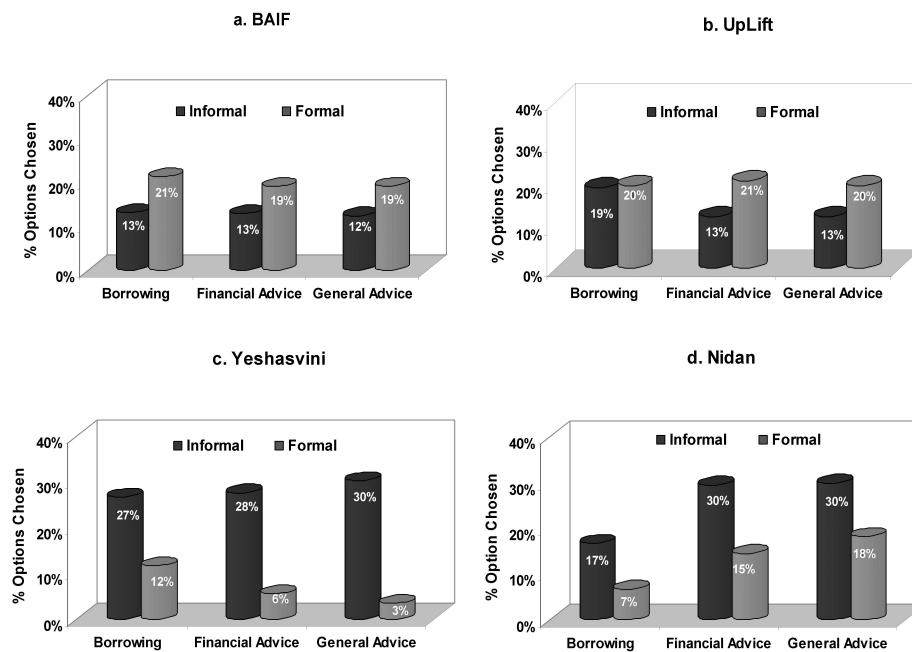 a. BAIF
% Options Chosen
40%
30%
20%
10%
0%
Informal Formal
13% 21% 13% 19% 12% 19%
Borrowing Financial Advice General Advice
b. UpLift
% Options Chosen
40%
30%
20%
10%
0%
Informal Formal
19% 20% 13% 21% 13% 20%
Borrowing Financial Advice General Advice
c. Yeshasvini
% Options Chosen
40%
30%
20%
10%
0%
Informal Formal
27% 12% 28% 6% 30% 3%
Borrowing Financial Advice General Advice
d. Nidan
% Option Chosen
40%
30%
20%
10%
0%
Informal Formal
17% 7% 30% 15% 30% 18%
Borrowing Financial Advice General Advice